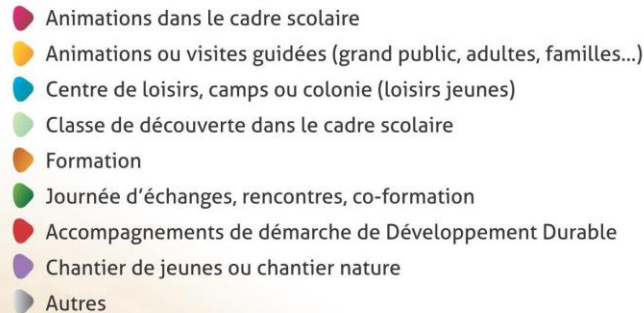 Animations dans le cadre scolaire
Animations ou visites guidées (grand public, adultes, familles...)
Centre de loisirs, camps ou colonie (loisirs jeunes)
Classe de découverte dans le cadre scolaire
Formation
Journée d'échanges, rencontres, co-formation
Accompagnements de démarche de Développement Durable
Chantier de jeunes ou chantier nature
Autres